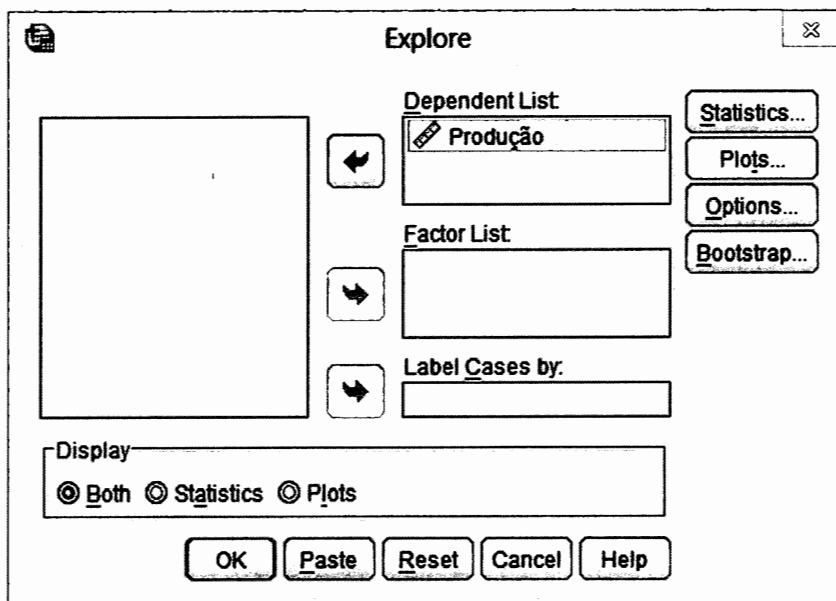 Explore
Dependent List:
Produção
Factor List:
Label Cases by:
Statistics...
Plots...
Options...
Bootstrap...
Display
Both Statistics Plots
OK Paste Reset Cancel Help